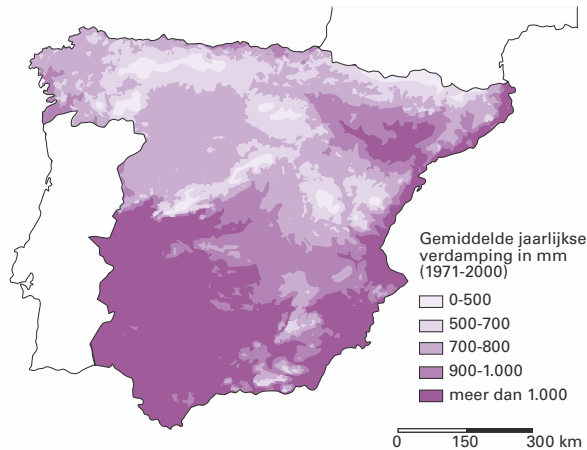 Gemiddelde jaarlijkse
verdamping in mm
(1971-2000)
0-500
500-700
700-800
900-1.000
meer dan 1.000
0 150 300 km